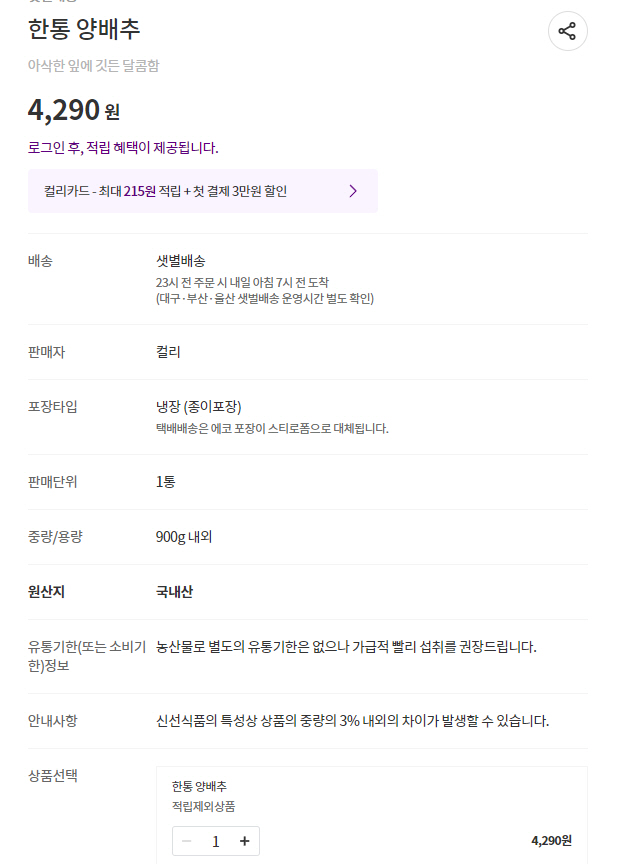 한통 양배추
아삭한 잎에 깃든 달콤함
4,290 원
로그인 후, 적립 혜택이 제공됩니다.
컬리카드 - 최대 215원 적립 + 첫 결제 3만원 할인
배송 샛별배송
23시 전 주문 시 내일 아침 7시 전 도착
(대구·부산·울산 샛별배송 운영시간 별도 확인)
판매자 컬리
포장타입 냉장 (종이포장)
택배배송은 에코 포장이 스티로폼으로 대체됩니다.
판매단위 1통
중량/용량 900g 내외
원산지 국내산
유통기한(또는 소비기 농산물로 별도의 유통기한은 없으나 가급적 빨리 섭취를 권장드립니다.
한)정보
안내사항 신선식품의 특성상 상품의 중량의 3% 내외의 차이가 발생할 수 있습니다.
상품선택
한통 양배추
적립제외상품
− 1 + 4,290원